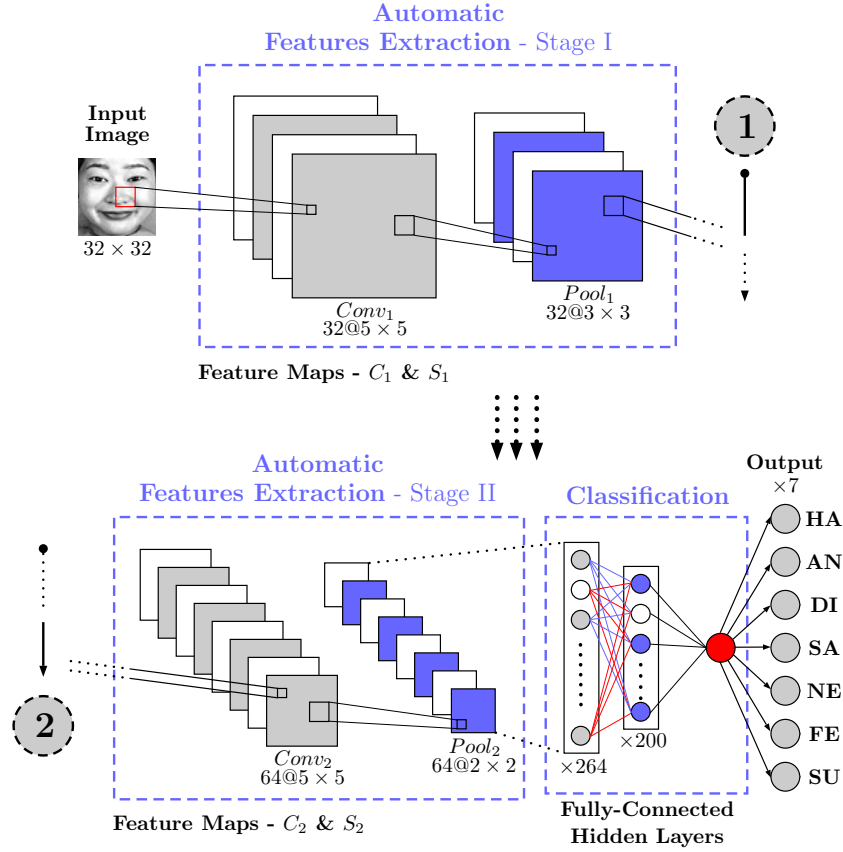 Automatic
Features Extraction - Stage I
Input
Image
32 × 32
1
Conv₁
32@5 × 5
Pool₁
32@3 × 3
Feature Maps - C₁ & S₁
Automatic
Features Extraction - Stage II
Classification
Output
×7
HA
AN
DI
SA
NE
FE
SU
2
Conv₂
64@5 × 5
Pool₂
64@2 × 2
×264
×200
Feature Maps - C₂ & S₂
Fully-Connected
Hidden Layers